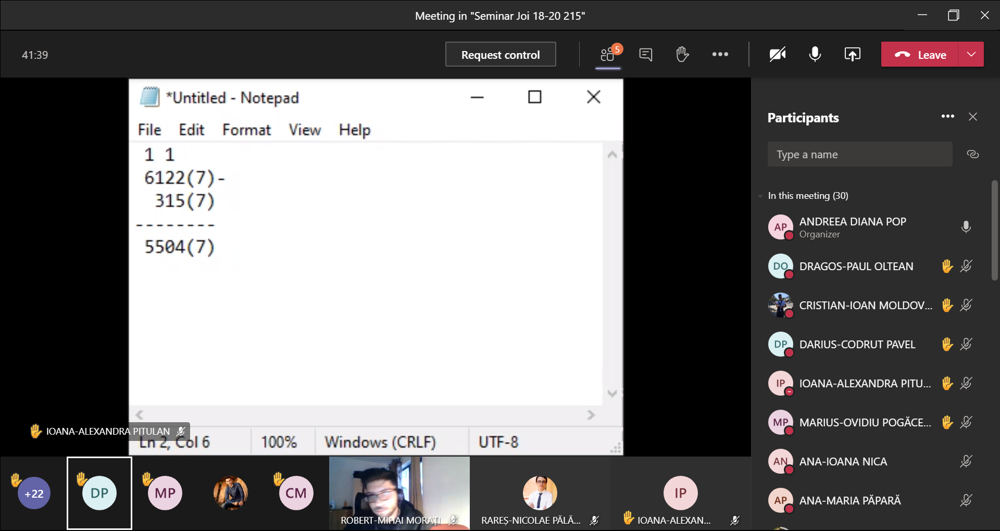 Meeting in "Seminar Joi 18-20 215"
41:39
Request control
5
Leave
*Untitled - Notepad
File Edit Format View Help
1 1
6122(7)-
315(7)
--------
5504(7)
Ln 2, Col 6
100%
Windows (CRLF)
UTF-8
IOANA-ALEXANDRA PITULAN
+22
DP
MP
CM
ROBERT-MIHAI MORAȚI
RAREȘ-NICOLAE PĂLĂ...
IP
IOANA-ALEXAN...
Participants
Type a name
In this meeting (30)
AP
ANDREEA DIANA POP
Organizer
DO
DRAGOS-PAUL OLTEAN
CRISTIAN-IOAN MOLDOV...
DP
DARIUS-CODRUT PAVEL
IP
IOANA-ALEXANDRA PITU...
MP
MARIUS-OVIDIU POGĂCE...
AN
ANA-IOANA NICA
AP
ANA-MARIA PĂPARĂ